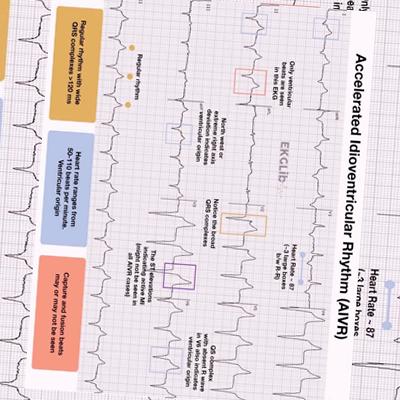 Accelerated Idioventricular Rhythm (AIVR)
Heart Rate ~ 87
(~3 large boxes
Only ventricular
beats are seen
in this EKG
EKGLib
Heart Rate ~ 87
(~3 large boxes
b/w R-R)
North west or
extreme right axis
deviation indicates
ventricular origin
Notice the broad
QRS complexes
Regular rhythm
The ST elevations
indicating active MI
(might not be seen in
all AIVR cases)
QS complex
with absent R wave
in V6 also indicates
ventricular origin
Regular rhythm with wide
QRS complexes >120 ms
Heart rate ranges from
50-110 beats per minute.
Ventricular origin
Capture and fusion beats
may or may not be seen